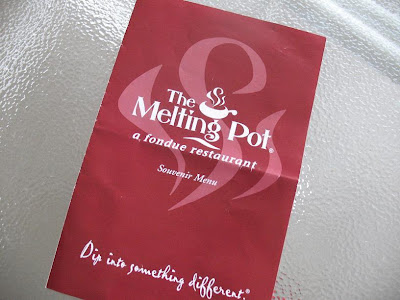 The
Melting Pot®
a fondue restaurant
Souvenir Menu
Dip into something different.®